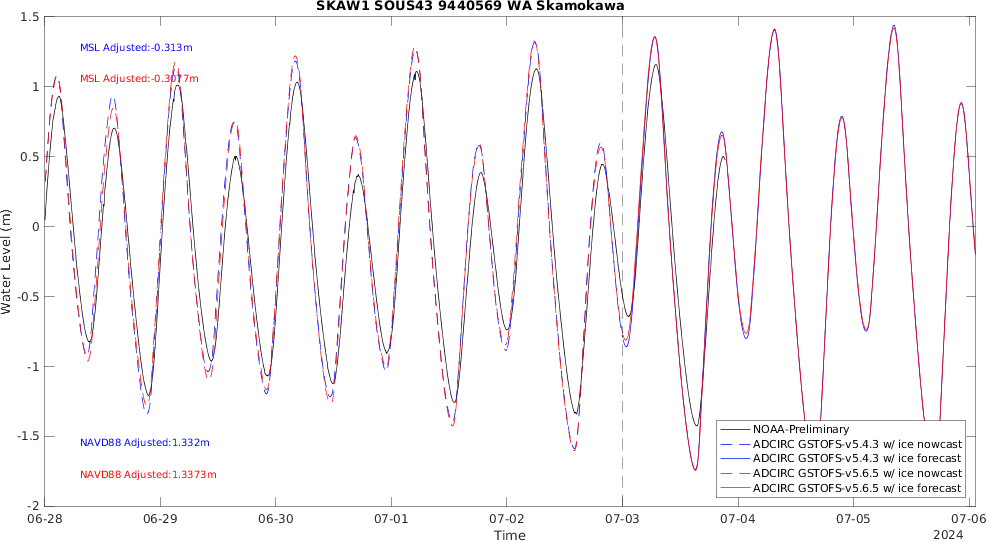 SKAW1 SOUS43 9440569 WA Skamokawa
1.5
1
0.5
0
-0.5
-1
-1.5
-2
Water Level (m)
MSL Adjusted:-0.313m
MSL Adjusted:-0.3077m
NAVD88 Adjusted:1.332m
NAVD88 Adjusted:1.3373m
NOAA-Preliminary
ADCIRC GSTOFS-v5.4.3 w/ ice nowcast
ADCIRC GSTOFS-v5.4.3 w/ ice forecast
ADCIRC GSTOFS-v5.6.5 w/ ice nowcast
ADCIRC GSTOFS-v5.6.5 w/ ice forecast
06-28 06-29 06-30 07-01 07-02 07-03 07-04 07-05 07-06
Time
2024